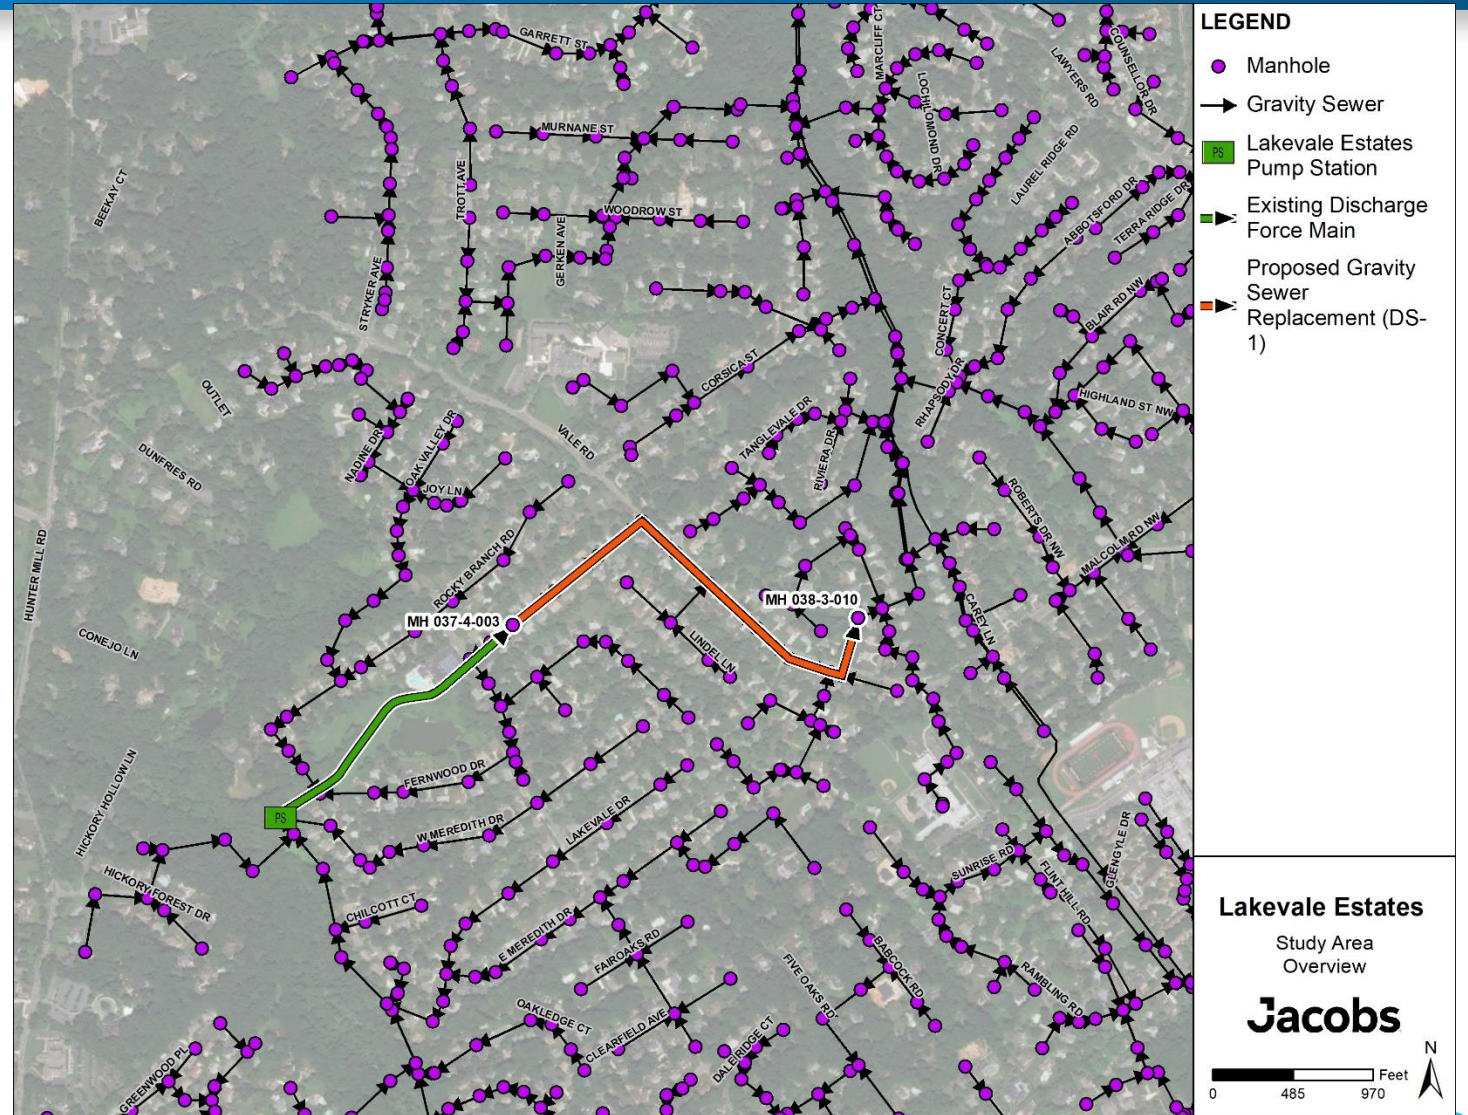 GARRETT ST
MARCLIFF CT
LAWYERS RD
COUNSELLOR DR
LOCHLOMOND DR
MURNANE ST
LAUREL RIDGE RD
BEEKAY CT
TROTT AVE
WOODROW ST
GERKEN AVE
ABBOTSFORD DR
TERRA RIDGE DR
STRYKER AVE
CONCERT CT
BLAIR RD NW
CORSICA ST
RHAPSODY DR
HIGHLAND ST NW
OUTLET
VALE RD
TANGLEVALE DR
RIVIERA DR
NADINE DR
OAK VALLEY DR
DUNFRIES RD
JOY LN
ROBERTS DR NW
MALCOLM RD NW
HUNTER MILL RD
ROCKY BRANCH RD
MH 037-4-003
MH 038-3-010
CAREY LN
CONEJO LN
LINDEL LN
HICKORY HOLLOW LN
FERNWOOD DR
PS
W MEREDITH DR
LAKEVALE DR
SUNRISE RD
GLENGYLE DR
FLINT HILL RD
HICKORY FOREST DR
CHILCOTT CT
E MEREDITH DR
FAIROAKS RD
FIVE OAKS RD
BABCOCK RD
RAMBLING RD
OAKLEDGE CT
CLEARFIELD AVE
DALERIDGE CT
GREENWOOD PL
LEGEND
Manhole
Gravity Sewer
PS
Lakevale Estates
Pump Station
Existing Discharge
Force Main
Proposed Gravity
Sewer
Replacement (DS-
1)
Lakevale Estates
Study Area
Overview
Jacobs
N
Feet
0 485 970